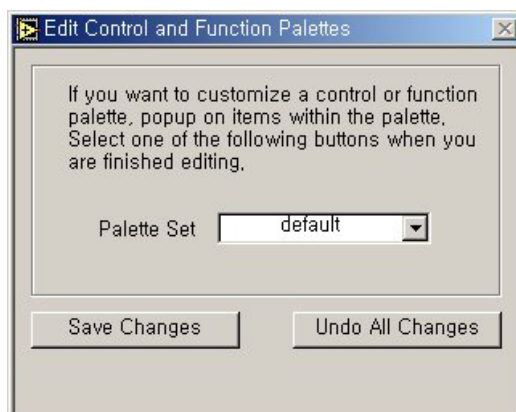 Edit Control and Function Palettes
If you want to customize a control or function
palette, popup on items within the palette.
Select one of the following buttons when you
are finished editing.
Palette Set default
Save Changes Undo All Changes